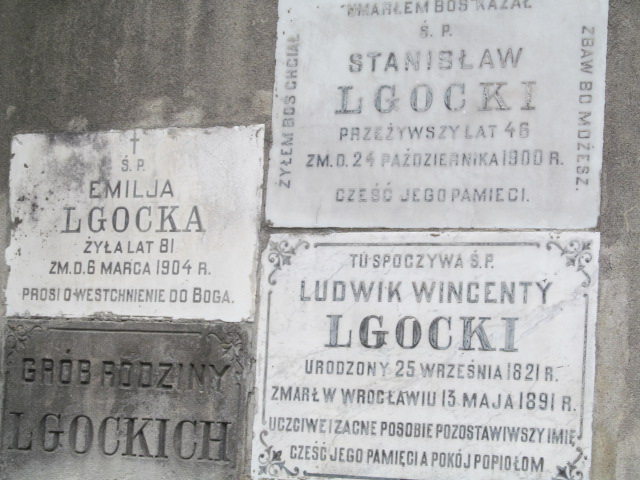 UMARŁEM BOŚ KAZAŁ
Ś. P.
STANISŁAW
LGOCKI
PRZEŻYWSZY LAT 46
ZM. D. 24 PAŹDZIERNIKA 1900 R.
CZEŚĆ JEGO PAMIĘCI.
ŻYŁEM BOŚ CHCIAŁ
ZBAW BO MOŻESZ.
Ś. P.
EMILJA
LGOCKA
ŻYŁA LAT 81
ZM. D. 6 MARCA 1904 R.
PROSI O WESTCHNIENIE DO BOGA.
GRÓB RODZINY
LGOCKICH
TU SPOCZYWA Ś.P.
LUDWIK WINCENTY
LGOCKI
URODZONY 25 WRZEŚNIA 1821 R.
ZMARŁ W WROCŁAWIU 13 MAJA 1891 R.
UCZCIWE I ZACNE PO SOBIE POZOSTAWIWSZY IMIĘ
CZEŚĆ JEGO PAMIĘCI A POKÓJ POPIOŁOM